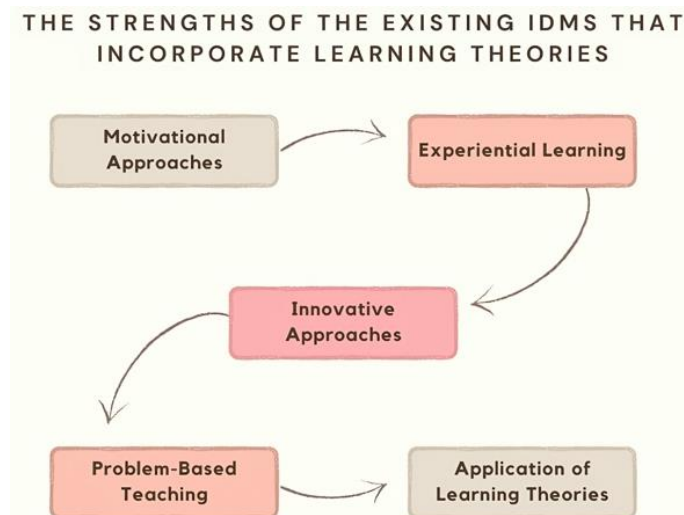 THE STRENGTHS OF THE EXISTING IDMS THAT
INCORPORATE LEARNING THEORIES
Motivational
Approaches
Experiential Learning
Innovative
Approaches
Problem-Based
Teaching
Application of
Learning Theories